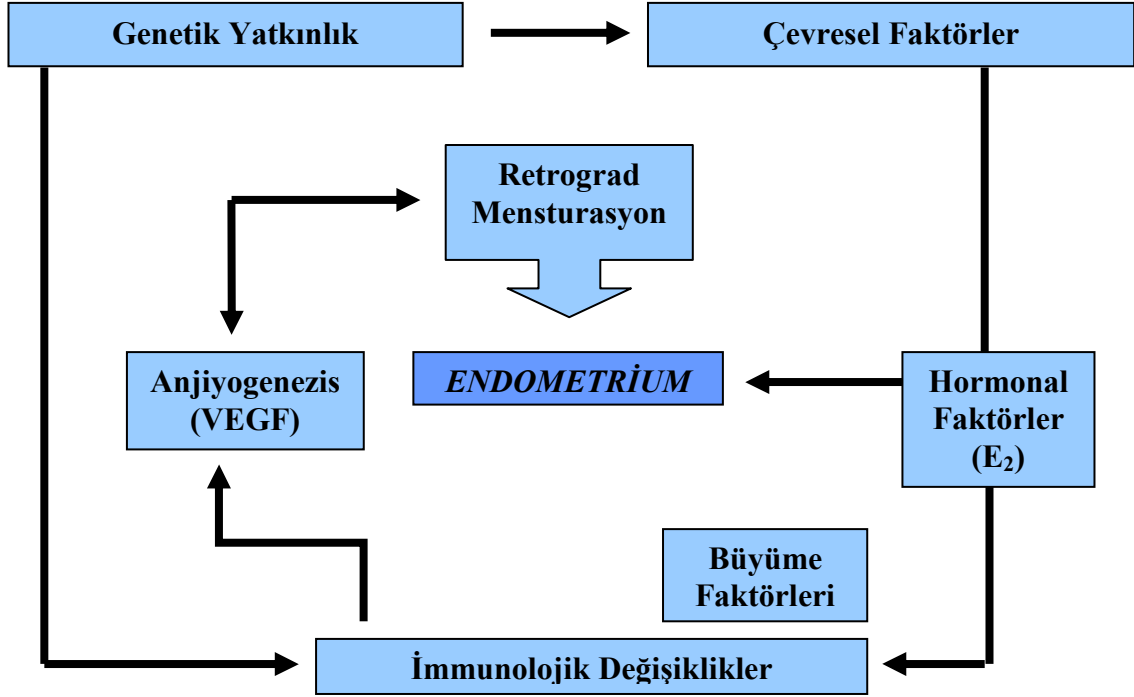 Genetik Yatkınlık
Çevresel Faktörler
Retrograd
Mensturasyon
Anjiyogenezis
(VEGF)
ENDOMETRİUM
Hormonal
Faktörler
(E₂)
Büyüme
Faktörleri
İmmunolojik Değişiklikler